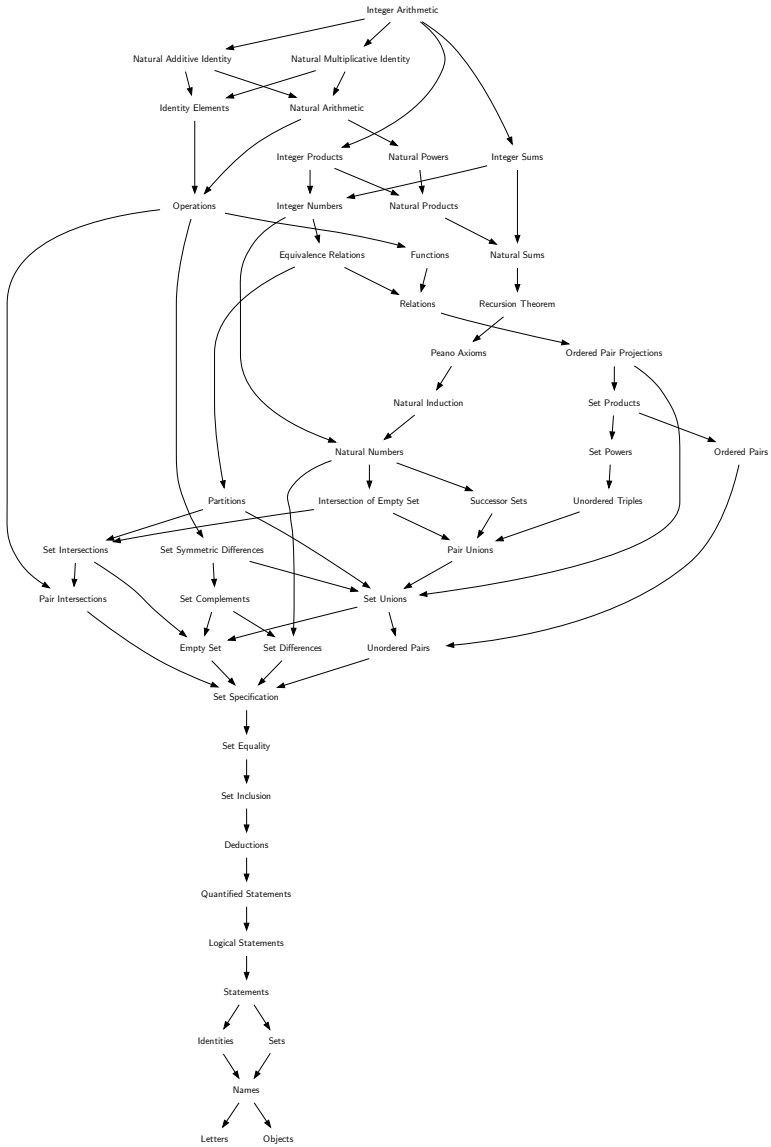 Integer Arithmetic
Natural Additive Identity
Natural Multiplicative Identity
Identity Elements
Natural Arithmetic
Integer Products
Natural Powers
Integer Sums
Operations
Integer Numbers
Natural Products
Equivalence Relations
Functions
Natural Sums
Relations
Recursion Theorem
Peano Axioms
Ordered Pair Projections
Natural Induction
Set Products
Natural Numbers
Set Powers
Ordered Pairs
Partitions
Intersection of Empty Set
Successor Sets
Unordered Triples
Set Intersections
Set Symmetric Differences
Pair Unions
Pair Intersections
Set Complements
Set Unions
Empty Set
Set Differences
Unordered Pairs
Set Specification
Set Equality
Set Inclusion
Deductions
Quantified Statements
Logical Statements
Statements
Identities
Sets
Names
Letters
Objects